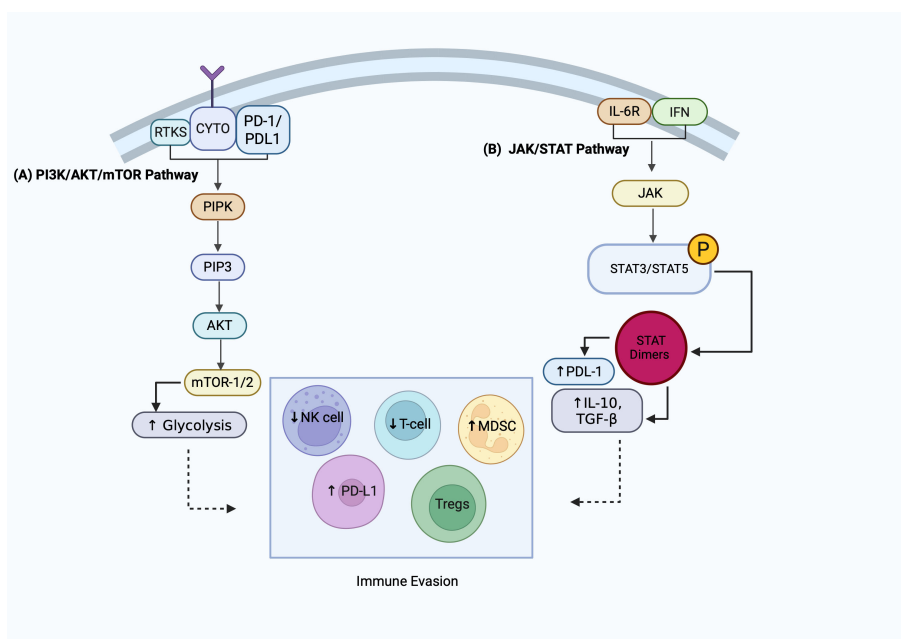 RTKS
CYTO
PD-1/
PDL1
(A) PI3K/AKT/mTOR Pathway
PIPK
PIP3
AKT
mTOR-1/2
↑ Glycolysis
IL-6R
IFN
(B) JAK/STAT Pathway
JAK
P
STAT3/STAT5
STAT
Dimers
↑PDL-1
↑IL-10,
TGF-β
↓NK cell
↓T-cell
↑MDSC
↑ PD-L1
Tregs
Immune Evasion